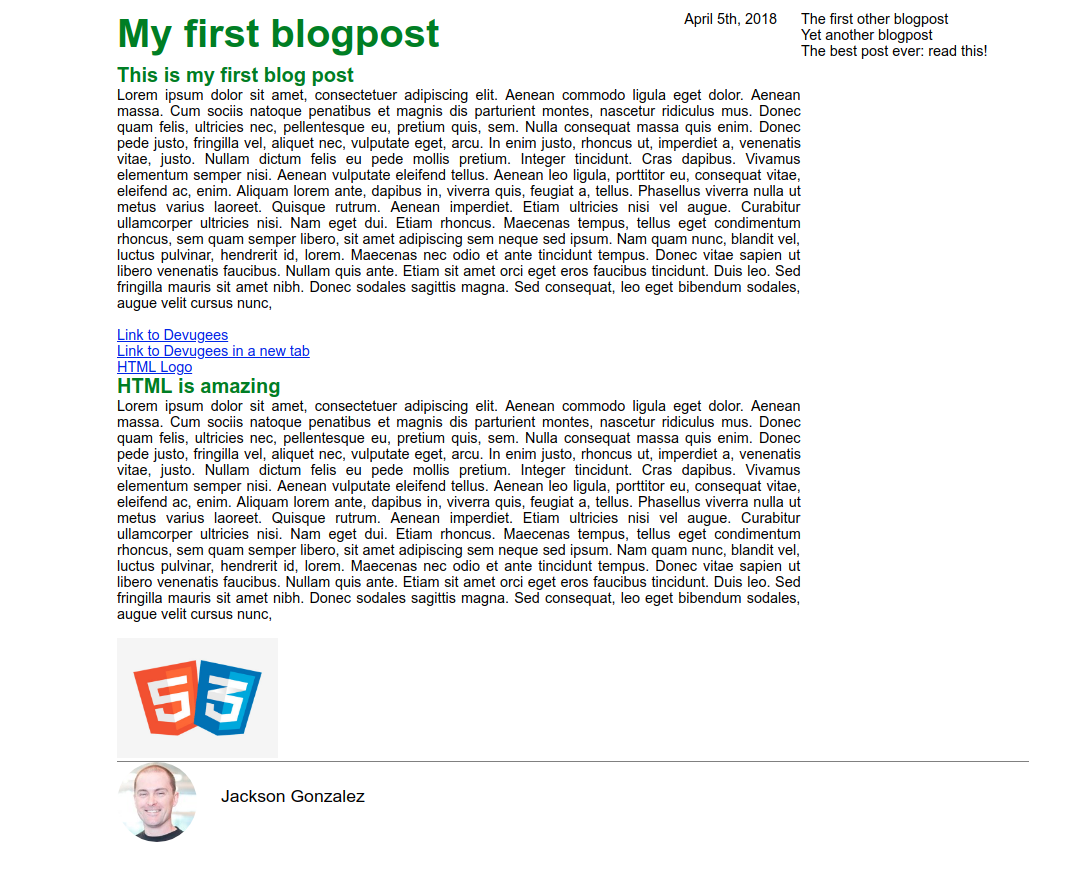 My first blogpost
April 5th, 2018
The first other blogpost
Yet another blogpost
The best post ever: read this!
This is my first blog post
Lorem ipsum dolor sit amet, consectetuer adipiscing elit. Aenean commodo ligula eget dolor. Aenean
massa. Cum sociis natoque penatibus et magnis dis parturient montes, nascetur ridiculus mus. Donec
quam felis, ultricies nec, pellentesque eu, pretium quis, sem. Nulla consequat massa quis enim. Donec
pede justo, fringilla vel, aliquet nec, vulputate eget, arcu. In enim justo, rhoncus ut, imperdiet a, venenatis
vitae, justo. Nullam dictum felis eu pede mollis pretium. Integer tincidunt. Cras dapibus. Vivamus
elementum semper nisi. Aenean vulputate eleifend tellus. Aenean leo ligula, porttitor eu, consequat vitae,
eleifend ac, enim. Aliquam lorem ante, dapibus in, viverra quis, feugiat a, tellus. Phasellus viverra nulla ut
metus varius laoreet. Quisque rutrum. Aenean imperdiet. Etiam ultricies nisi vel augue. Curabitur
ullamcorper ultricies nisi. Nam eget dui. Etiam rhoncus. Maecenas tempus, tellus eget condimentum
rhoncus, sem quam semper libero, sit amet adipiscing sem neque sed ipsum. Nam quam nunc, blandit vel,
luctus pulvinar, hendrerit id, lorem. Maecenas nec odio et ante tincidunt tempus. Donec vitae sapien ut
libero venenatis faucibus. Nullam quis ante. Etiam sit amet orci eget eros faucibus tincidunt. Duis leo. Sed
fringilla mauris sit amet nibh. Donec sodales sagittis magna. Sed consequat, leo eget bibendum sodales,
augue velit cursus nunc,
Link to Devugees
Link to Devugees in a new tab
HTML Logo
HTML is amazing
Lorem ipsum dolor sit amet, consectetuer adipiscing elit. Aenean commodo ligula eget dolor. Aenean
massa. Cum sociis natoque penatibus et magnis dis parturient montes, nascetur ridiculus mus. Donec
quam felis, ultricies nec, pellentesque eu, pretium quis, sem. Nulla consequat massa quis enim. Donec
pede justo, fringilla vel, aliquet nec, vulputate eget, arcu. In enim justo, rhoncus ut, imperdiet a, venenatis
vitae, justo. Nullam dictum felis eu pede mollis pretium. Integer tincidunt. Cras dapibus. Vivamus
elementum semper nisi. Aenean vulputate eleifend tellus. Aenean leo ligula, porttitor eu, consequat vitae,
eleifend ac, enim. Aliquam lorem ante, dapibus in, viverra quis, feugiat a, tellus. Phasellus viverra nulla ut
metus varius laoreet. Quisque rutrum. Aenean imperdiet. Etiam ultricies nisi vel augue. Curabitur
ullamcorper ultricies nisi. Nam eget dui. Etiam rhoncus. Maecenas tempus, tellus eget condimentum
rhoncus, sem quam semper libero, sit amet adipiscing sem neque sed ipsum. Nam quam nunc, blandit vel,
luctus pulvinar, hendrerit id, lorem. Maecenas nec odio et ante tincidunt tempus. Donec vitae sapien ut
libero venenatis faucibus. Nullam quis ante. Etiam sit amet orci eget eros faucibus tincidunt. Duis leo. Sed
fringilla mauris sit amet nibh. Donec sodales sagittis magna. Sed consequat, leo eget bibendum sodales,
augue velit cursus nunc,
5 3
Jackson Gonzalez